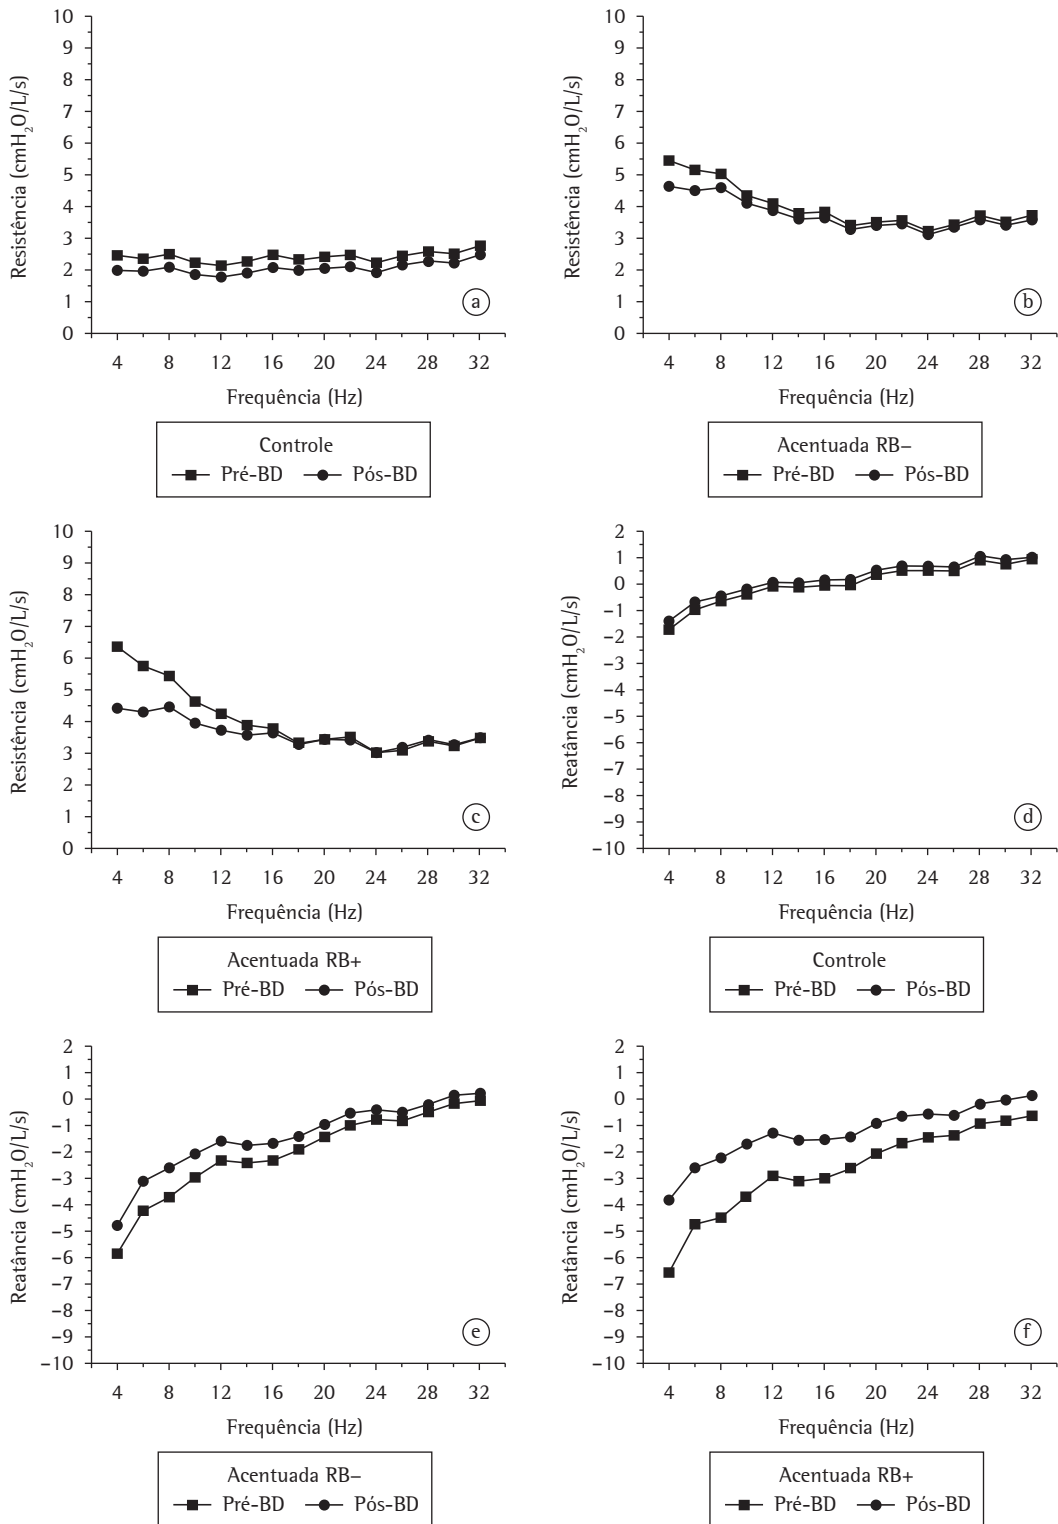 10
9
8
7
6
5
4
3
2
1
0
Resistência (cmH2O/L/s)
a
4 8 12 16 20 24 28 32
Frequência (Hz)
Controle
Pré-BD Pós-BD
10
9
8
7
6
5
4
3
2
1
0
Resistência (cmH2O/L/s)
b
4 8 12 16 20 24 28 32
Frequência (Hz)
Acentuada RB–
Pré-BD Pós-BD
10
9
8
7
6
5
4
3
2
1
0
Resistência (cmH2O/L/s)
c
4 8 12 16 20 24 28 32
Frequência (Hz)
Acentuada RB+
Pré-BD Pós-BD
2
1
0
–1
–2
–3
–4
–5
–6
–7
–8
–9
–10
Reatância (cmH2O/L/s)
d
4 8 12 16 20 24 28 32
Frequência (Hz)
Controle
Pré-BD Pós-BD
2
1
0
–1
–2
–3
–4
–5
–6
–7
–8
–9
–10
Reatância (cmH2O/L/s)
e
4 8 12 16 20 24 28 32
Frequência (Hz)
Acentuada RB–
Pré-BD Pós-BD
2
1
0
–1
–2
–3
–4
–5
–6
–7
–8
–9
–10
Reatância (cmH2O/L/s)
f
4 8 12 16 20 24 28 32
Frequência (Hz)
Acentuada RB+
Pré-BD Pós-BD